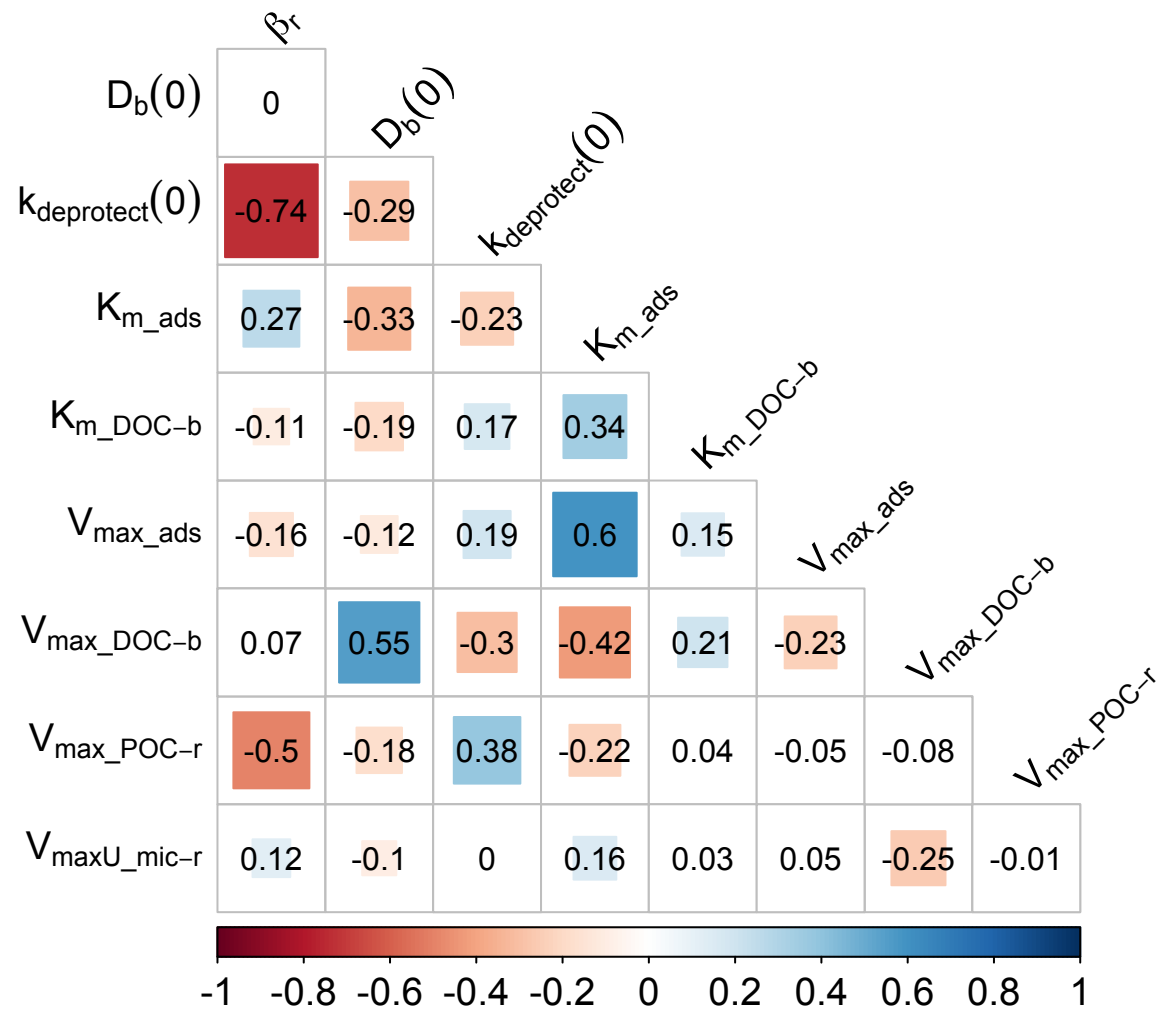 βr
Db(0) 0 Db(0)
kdeprotect(0) -0.74 -0.29 kdeprotect(0)
Km_ads 0.27 -0.33 -0.23 Km_ads
Km_DOC−b -0.11 -0.19 0.17 0.34 Km_DOC−b
Vmax_ads -0.16 -0.12 0.19 0.6 0.15 Vmax_ads
Vmax_DOC−b 0.07 0.55 -0.3 -0.42 0.21 -0.23 Vmax_DOC−b
Vmax_POC−r -0.5 -0.18 0.38 -0.22 0.04 -0.05 -0.08 Vmax_POC−r
VmaxU_mic−r 0.12 -0.1 0 0.16 0.03 0.05 -0.25 -0.01
-1 -0.8 -0.6 -0.4 -0.2 0 0.2 0.4 0.6 0.8 1